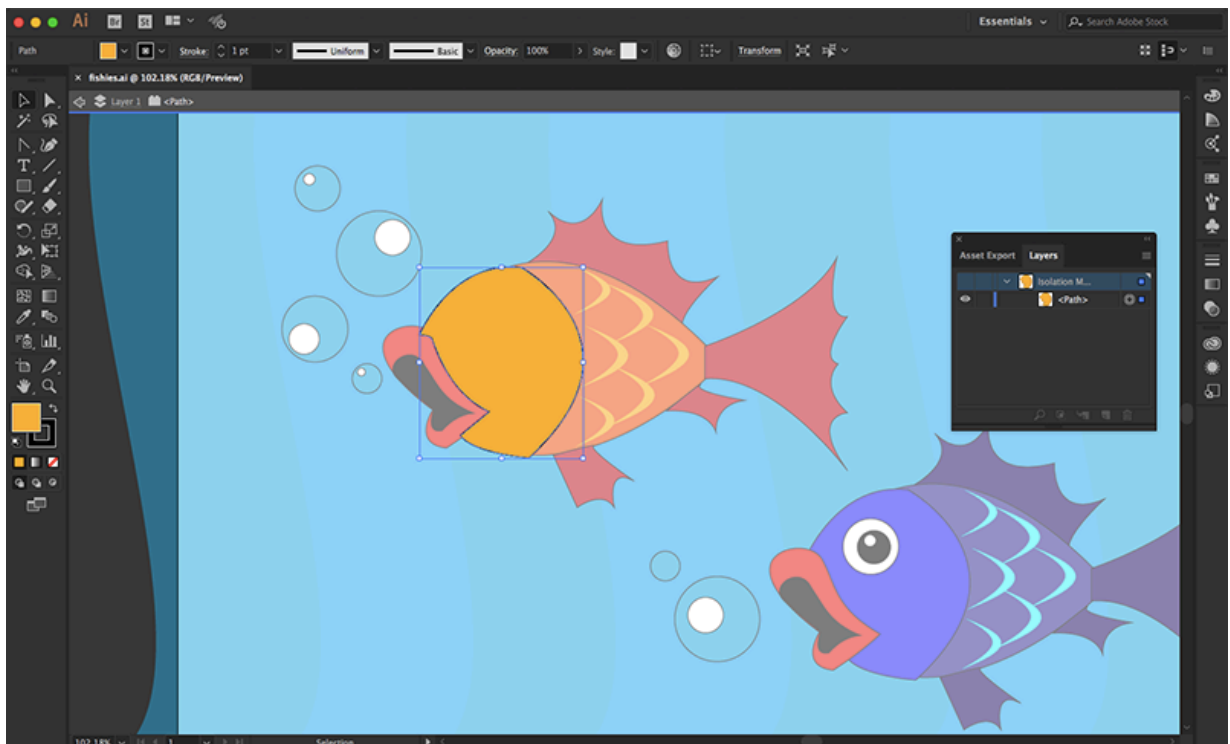 Ai Br St Essentials Search Adobe Stock
Path Stroke: 1 pt Uniform Basic Opacity: 100% Style: Transform
× fishies.ai @ 102.18% (RGB/Preview)
Layer 1 <Path>
Asset Export Layers
Isolation M...
<Path>
102.18% 1 Selection